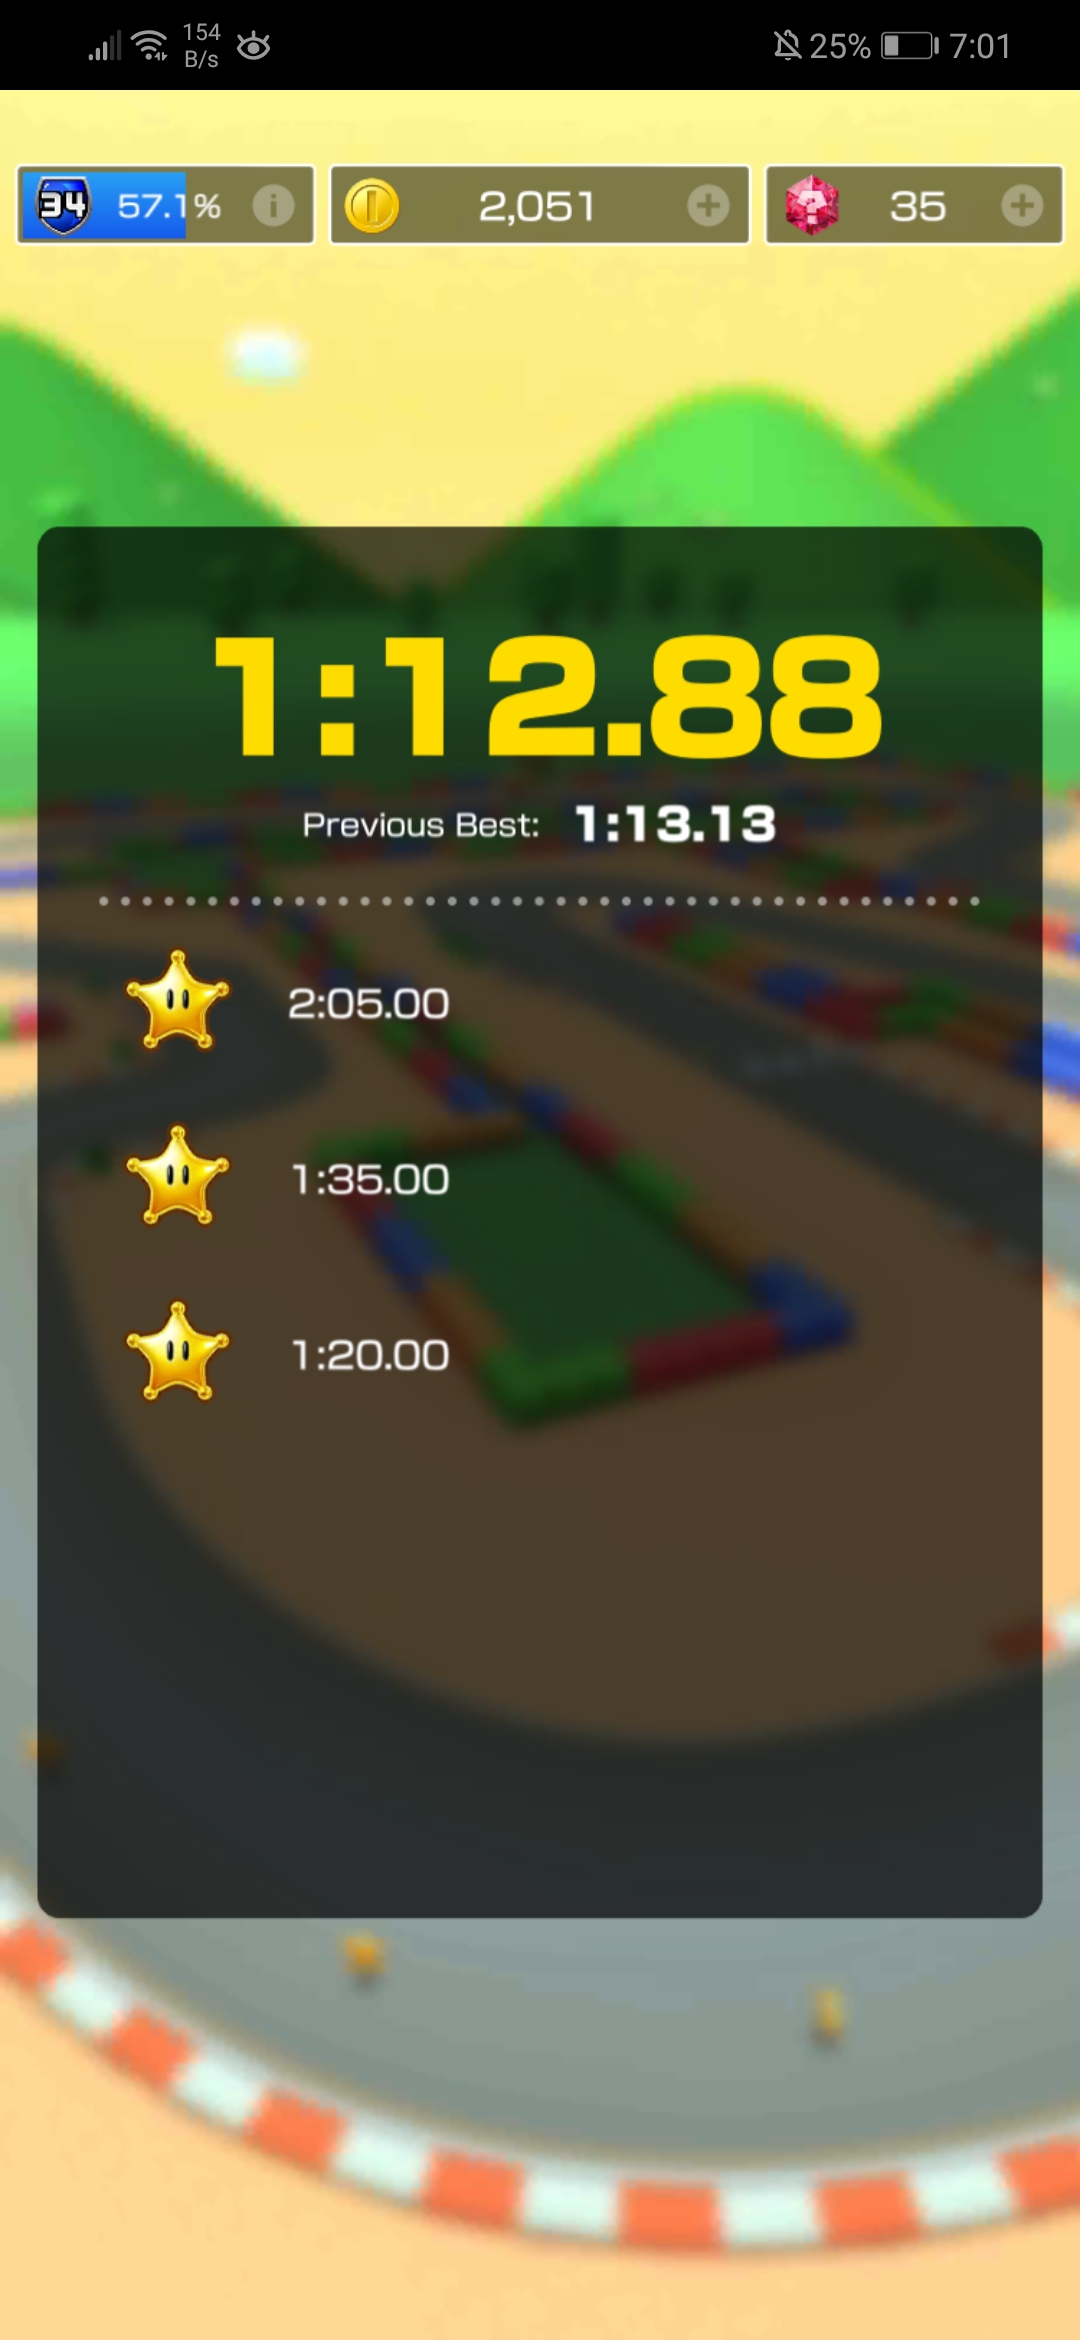 154
B/s
25% 7:01
34 57.1% i 2,051 + ? 35 +
1:12.88
Previous Best: 1:13.13
2:05.00
1:35.00
1:20.00